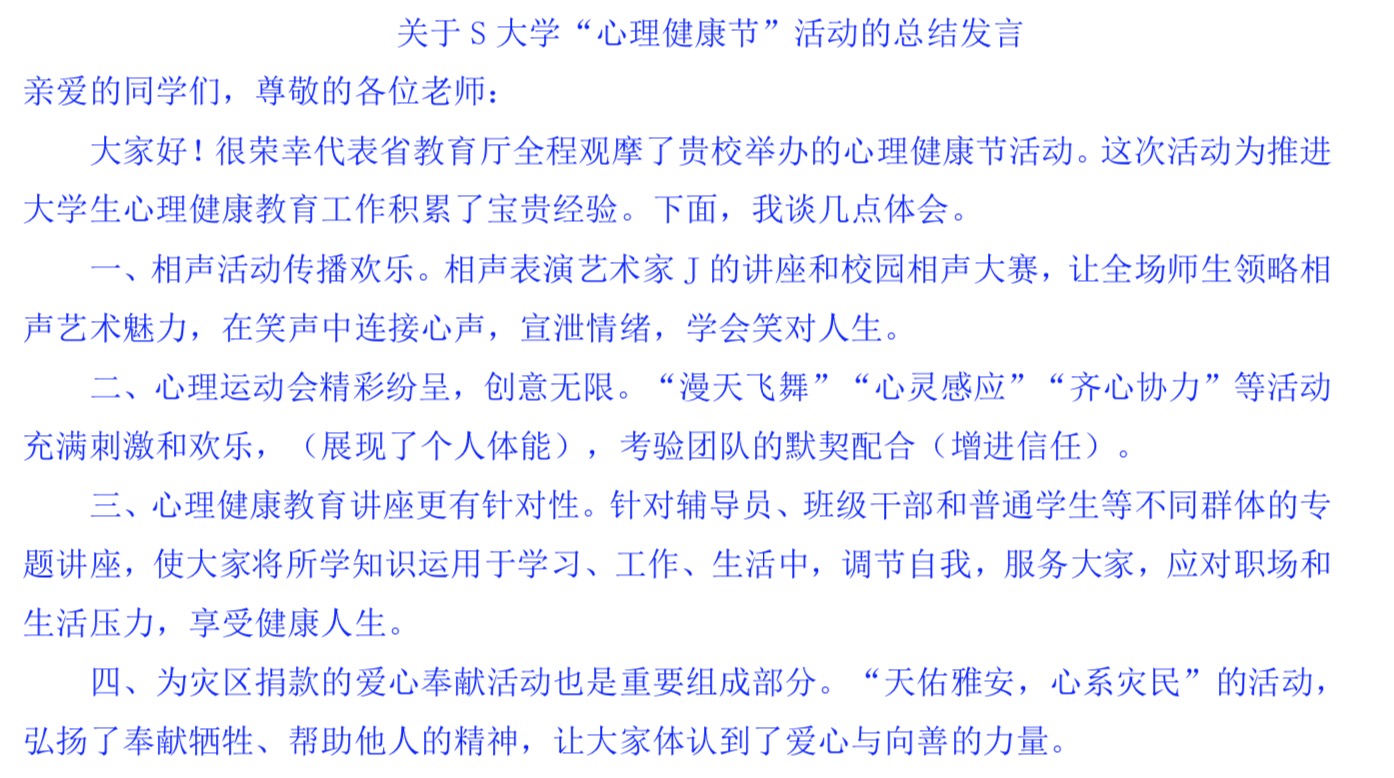 关于 S 大学“心理健康节”活动的总结发言
亲爱的同学们，尊敬的各位老师：
大家好！很荣幸代表省教育厅全程观摩了贵校举办的心理健康节活动。这次活动为推进
大学生心理健康教育工作积累了宝贵经验。下面，我谈几点体会。
一、相声活动传播欢乐。相声表演艺术家 J 的讲座和校园相声大赛，让全场师生领略相
声艺术魅力，在笑声中连接心声，宣泄情绪，学会笑对人生。
二、心理运动会精彩纷呈，创意无限。“漫天飞舞”“心灵感应”“齐心协力”等活动
充满刺激和欢乐，（展现了个人体能），考验团队的默契配合（增进信任）。
三、心理健康教育讲座更有针对性。针对辅导员、班级干部和普通学生等不同群体的专
题讲座，使大家将所学知识运用于学习、工作、生活中，调节自我，服务大家，应对职场和
生活压力，享受健康人生。
四、为灾区捐款的爱心奉献活动也是重要组成部分。“天佑雅安，心系灾民”的活动，
弘扬了奉献牺牲、帮助他人的精神，让大家体认到了爱心与向善的力量。